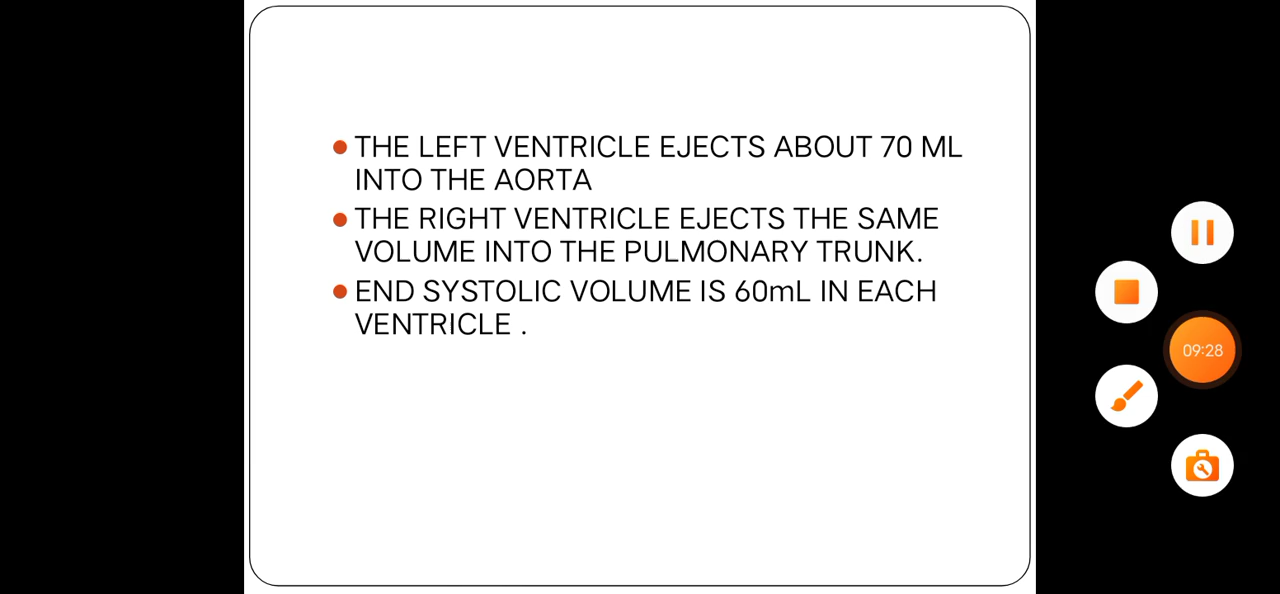 THE LEFT VENTRICLE EJECTS ABOUT 70 ML
INTO THE AORTA
THE RIGHT VENTRICLE EJECTS THE SAME
VOLUME INTO THE PULMONARY TRUNK.
END SYSTOLIC VOLUME IS 60mL IN EACH
VENTRICLE .
09:28